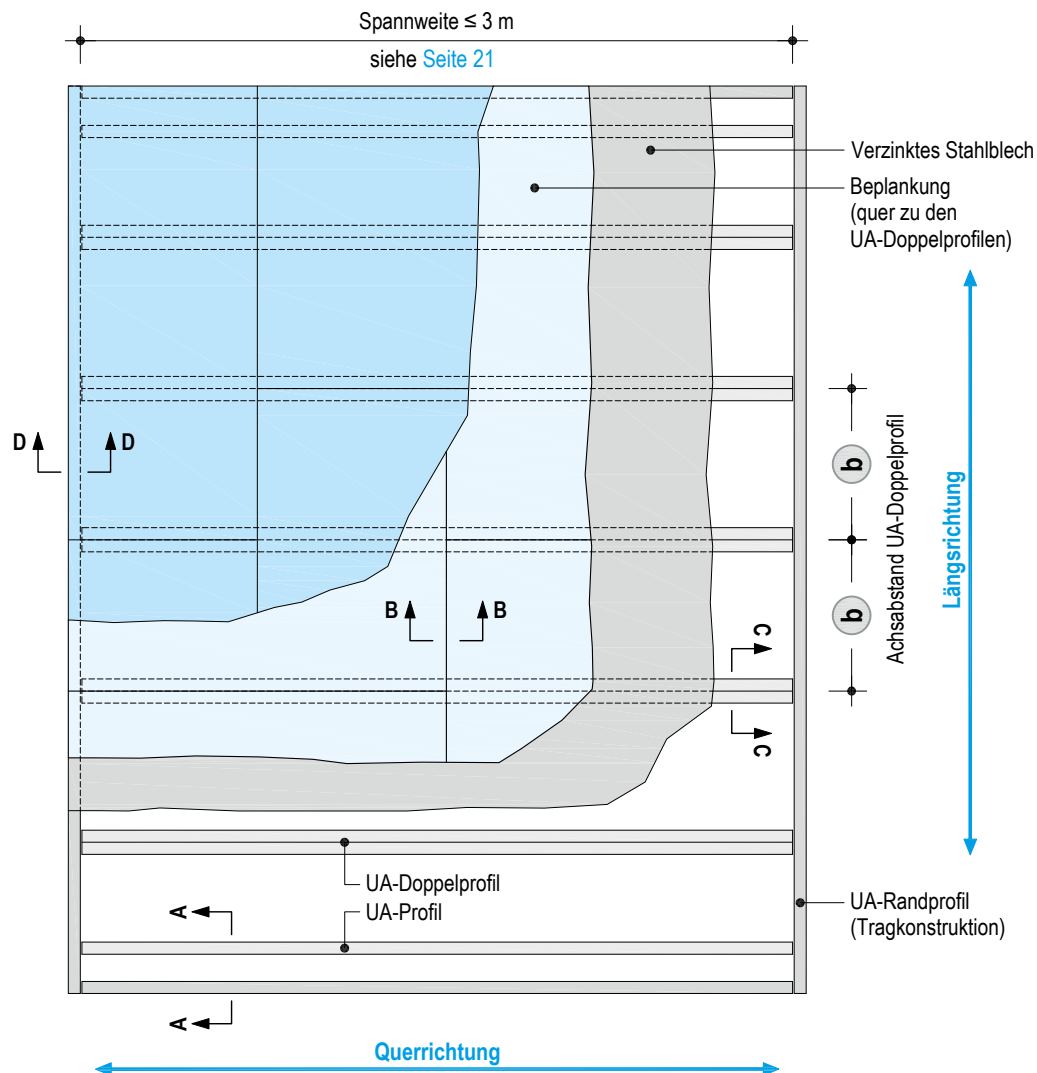 Spannweite ≤ 3 m
siehe Seite 21
Verzinktes Stahlblech
Beplankung
(quer zu den
UA-Doppelprofilen)
D D
b
Achsabstand UA-Doppelprofil
Längsrichtung
B B
b
C
C
UA-Doppelprofil
UA-Profil
A
UA-Randprofil
(Tragkonstruktion)
A
Querrichtung